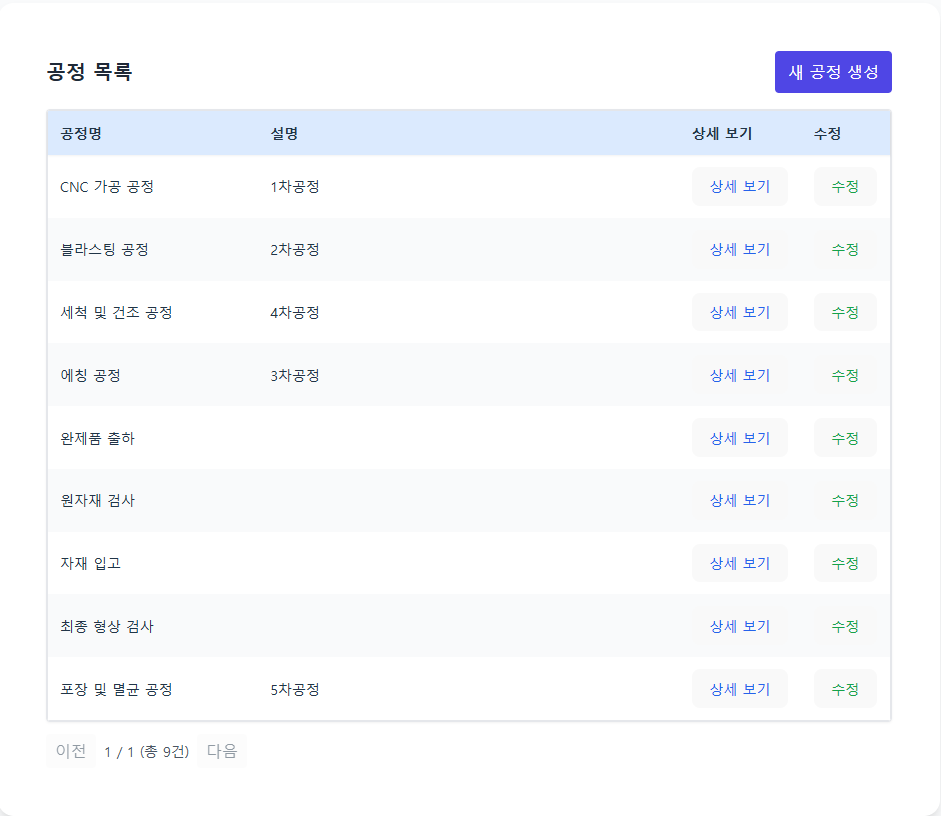 공정 목록
새 공정 생성
공정명 설명 상세 보기 수정
CNC 가공 공정 1차공정 상세 보기 수정
블라스팅 공정 2차공정 상세 보기 수정
세척 및 건조 공정 4차공정 상세 보기 수정
에칭 공정 3차공정 상세 보기 수정
완제품 출하 상세 보기 수정
원자재 검사 상세 보기 수정
자재 입고 상세 보기 수정
최종 형상 검사 상세 보기 수정
포장 및 멸균 공정 5차공정 상세 보기 수정
이전 1 / 1 (총 9건) 다음